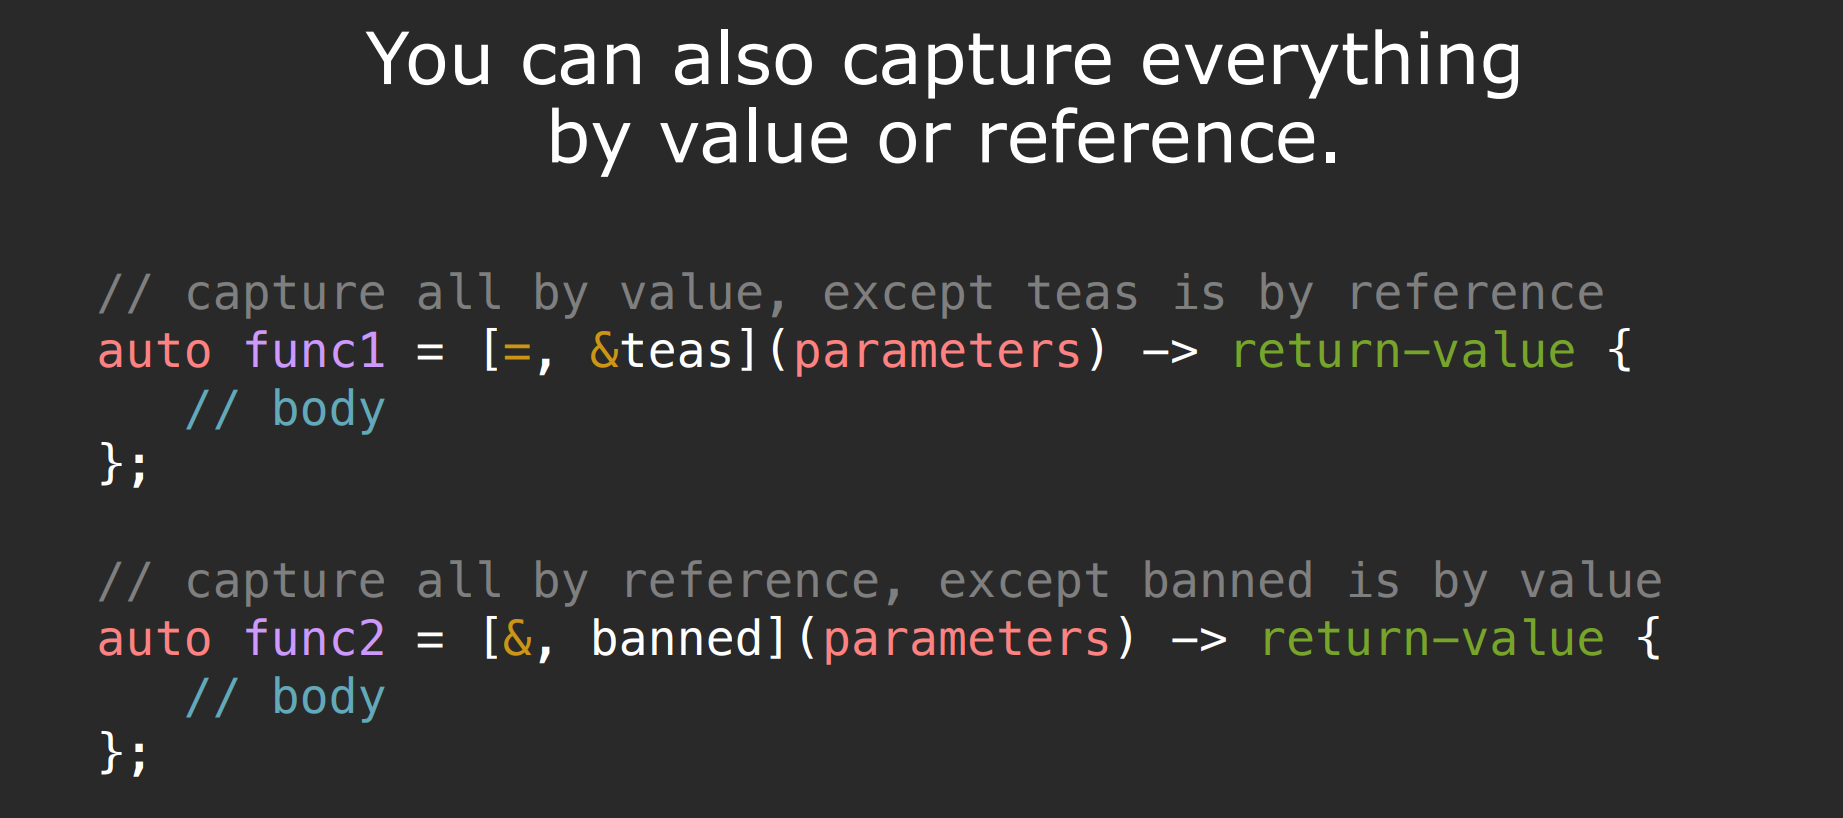 You can also capture everything
by value or reference.
// capture all by value, except teas is by reference
auto func1 = [=, &teas](parameters) -> return-value {
// body
};
// capture all by reference, except banned is by value
auto func2 = [&, banned](parameters) -> return-value {
// body
};